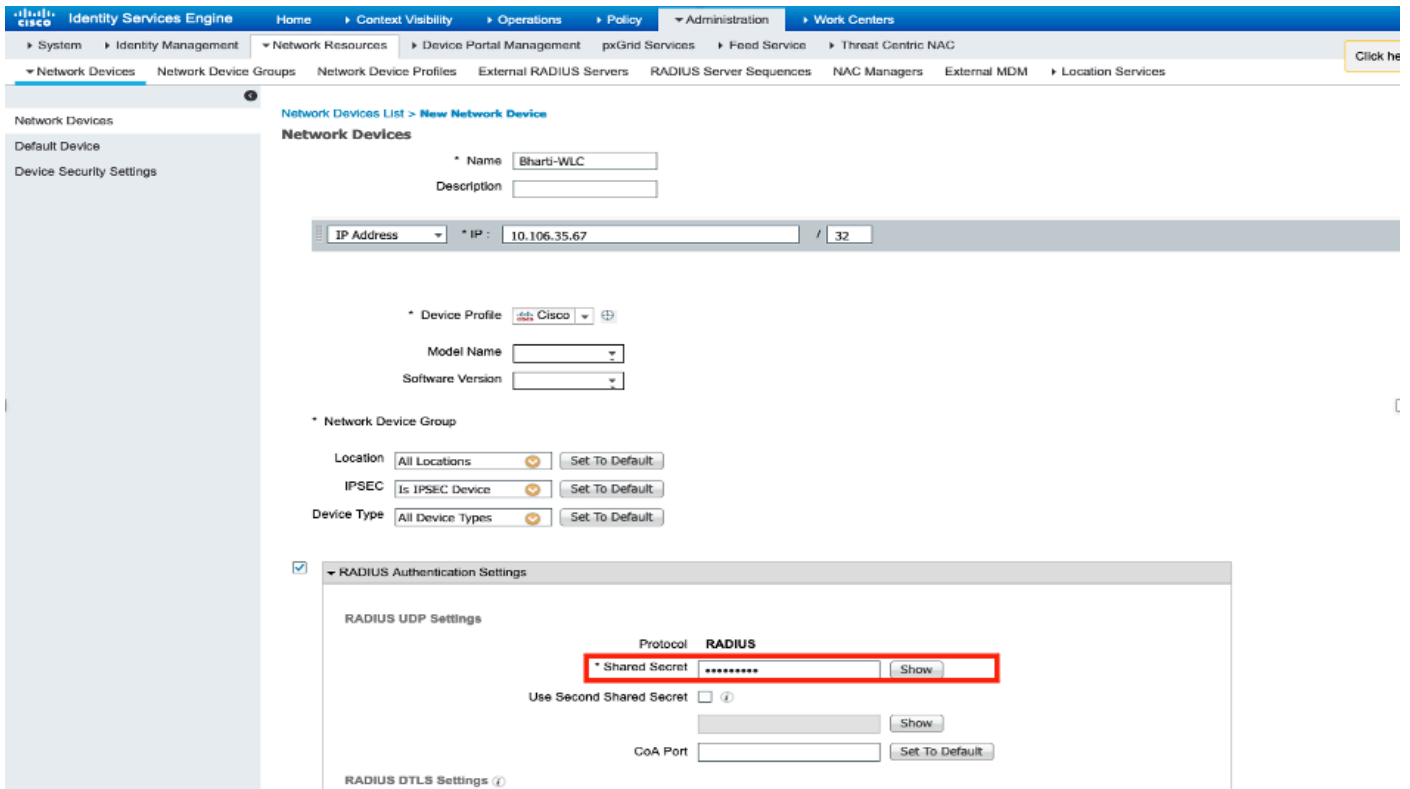 cisco Identity Services Engine Home Context Visibility Operations Policy Administration Work Centers
System Identity Management Network Resources Device Portal Management pxGrid Services Feed Service Threat Centric NAC
Click he
Network Devices Network Device Groups Network Device Profiles External RADIUS Servers RADIUS Server Sequences NAC Managers External MDM Location Services
Network Devices
Default Device
Device Security Settings
Network Devices List > New Network Device
Network Devices
* Name Bharti-WLC
Description
IP Address * IP : 10.106.35.67 / 32
* Device Profile Cisco
Model Name
Software Version
* Network Device Group
Location All Locations Set To Default
IPSEC Is IPSEC Device Set To Default
Device Type All Device Types Set To Default
RADIUS Authentication Settings
RADIUS UDP Settings
Protocol RADIUS
* Shared Secret ••••••••• Show
Use Second Shared Secret i
Show
CoA Port Set To Default
RADIUS DTLS Settings i